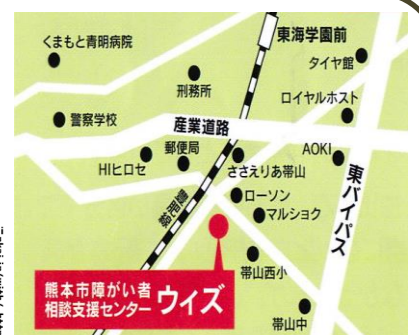 くまもと青明病院
東海学園前
タイヤ館
刑務所
ロイヤルホスト
警察学校
産業道路
郵便局
AOKI
HIヒロセ
ささえりあ帯山
東バイパス
豊肥線
ローソン
マルショク
帯山西小
熊本市障がい者
相談支援センター ウィズ
帯山中